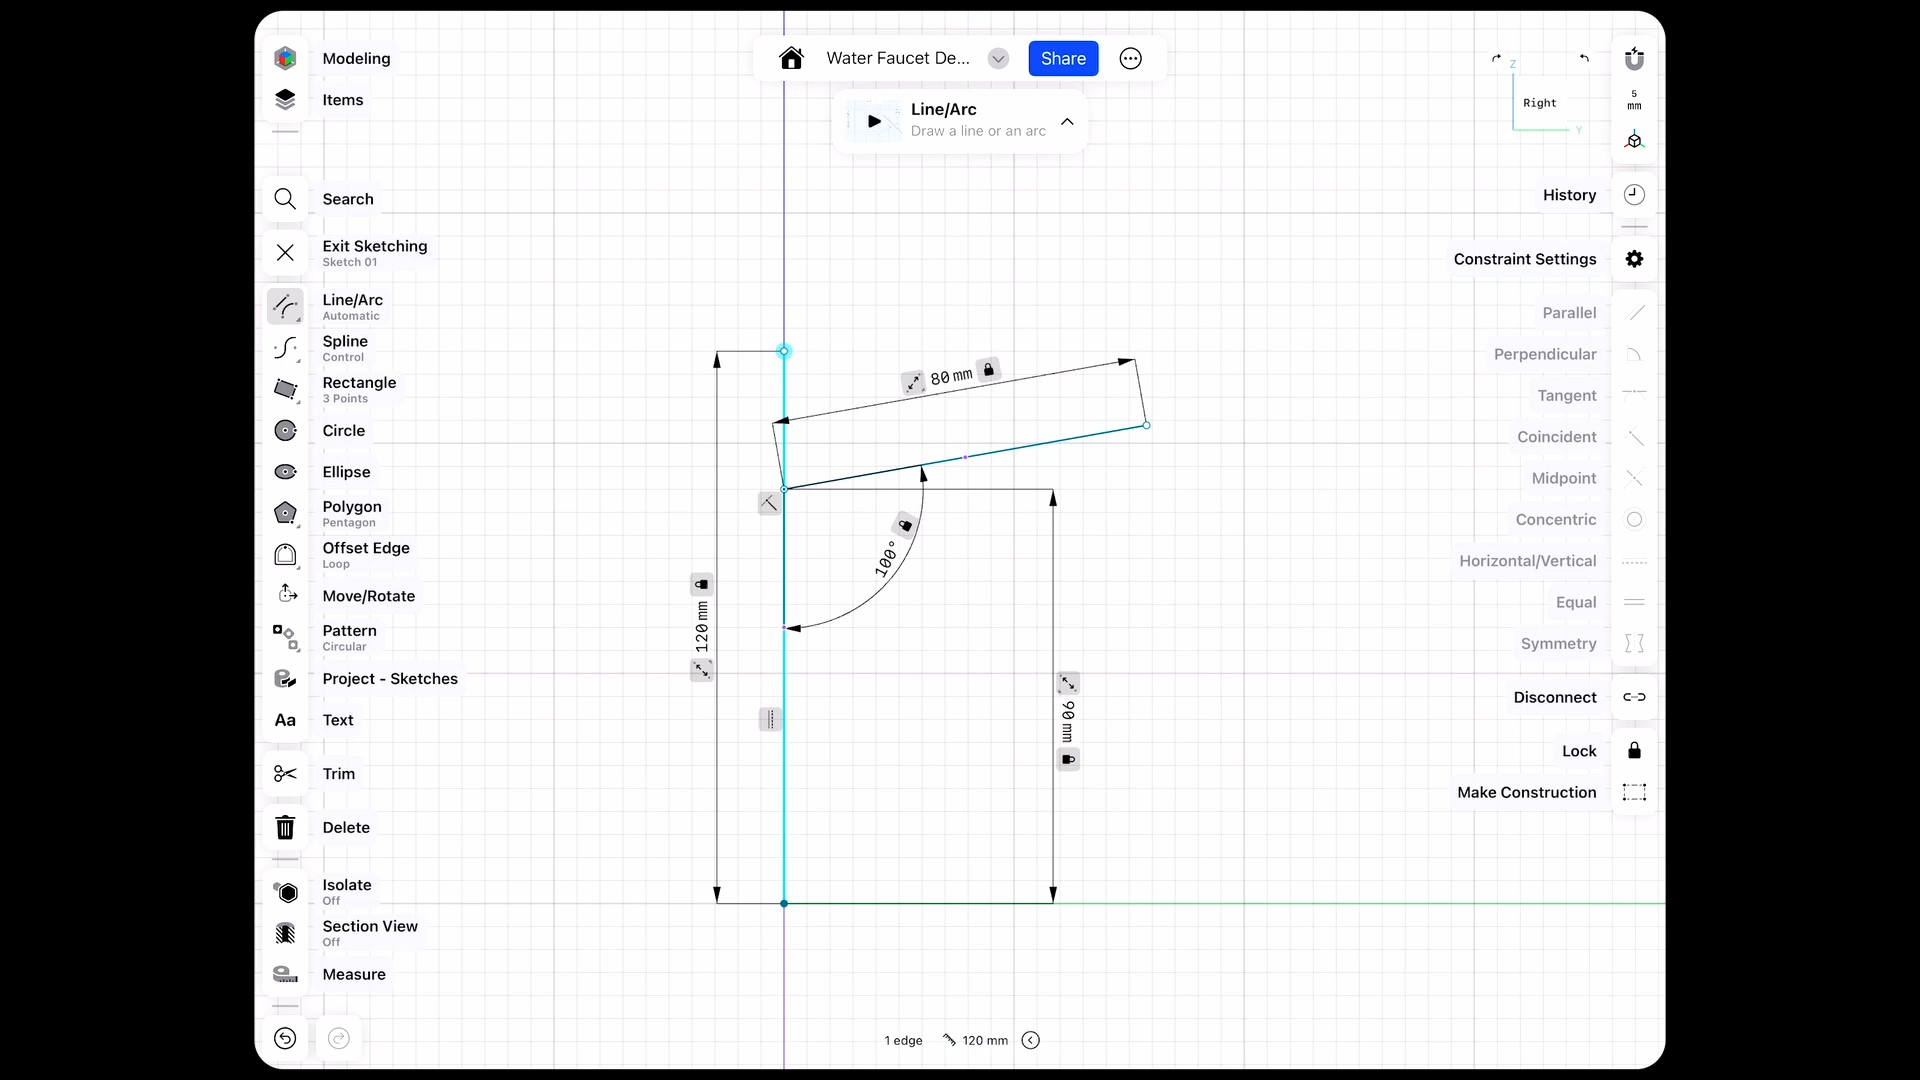 Modeling
Items
Search
Exit Sketching
Sketch 01
Line/Arc
Automatic
Spline
Control
Rectangle
3 Points
Circle
Ellipse
Polygon
Pentagon
Offset Edge
Loop
Move/Rotate
Pattern
Circular
Project - Sketches
Aa Text
Trim
Delete
Isolate
Off
Section View
Off
Measure
Water Faucet De...
Share
Line/Arc
Draw a line or an arc
80 mm
100°
120 mm
90 mm
1 edge
120 mm
Z
Right
Y
5
mm
History
Constraint Settings
Parallel
Perpendicular
Tangent
Coincident
Midpoint
Concentric
Horizontal/Vertical
Equal
Symmetry
Disconnect
Lock
Make Construction